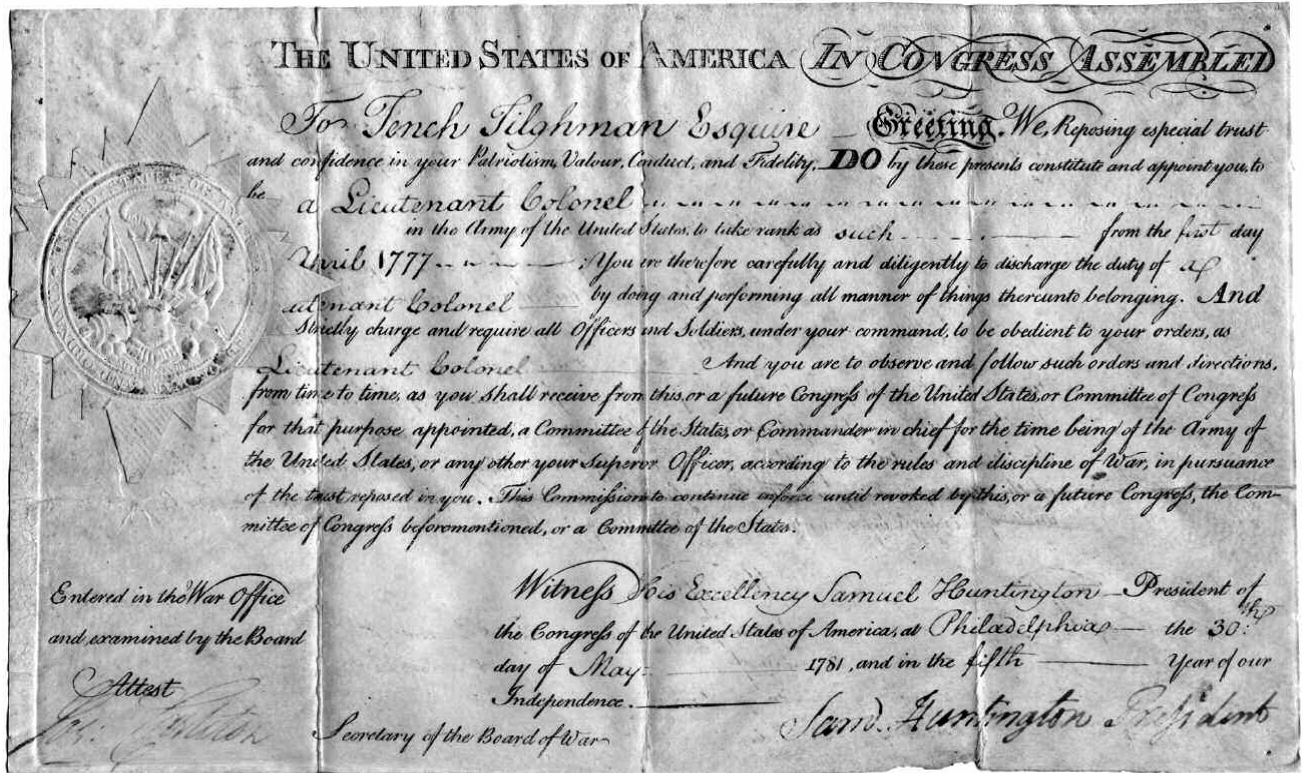 THE UNITED STATES OF AMERICA IN CONGRESS ASSEMBLED
To Tench Tilghman Esquire Greeting. We, Reposing especial trust
and confidence in your Patriotism, Valour, Conduct, and Fidelity, DO by these presents constitute and appoint you, to
be a Lieutenant Colonel
in the Army of the United States, to take rank as such from the first day
April 1777 You are therefore carefully and diligently to discharge the duty of a
utenant Colonel by doing and performing all manner of things thereunto belonging. And
Strictly charge and require all Officers and Soldiers, under your command, to be obedient to your orders, as
Lieutenant Colonel And you are to observe and follow such orders and directions,
from time to time, as you shall receive from this, or a future Congress of the United States, or Committee of Congress
for that purpose appointed, a Committee of the States, or Commander in chief for the time being of the Army of
the United States, or any other your Superor Officer, according to the rules and discipline of War, in pursuance
of the trust reposed in you. This Commission to continue in force until revoked by this, or a future Congress, the Com-
mittee of Congress beforementioned, or a Committee of the States.
Entered in the War Office
and examined by the Board
Attest
Secretary of the Board of War
Witness His Excellency Samuel Huntington President of
the Congress of the United States of America, at Philadelphia the 30th
day of May 1781, and in the fifth Year of our
Independence.
Sam. Huntington President